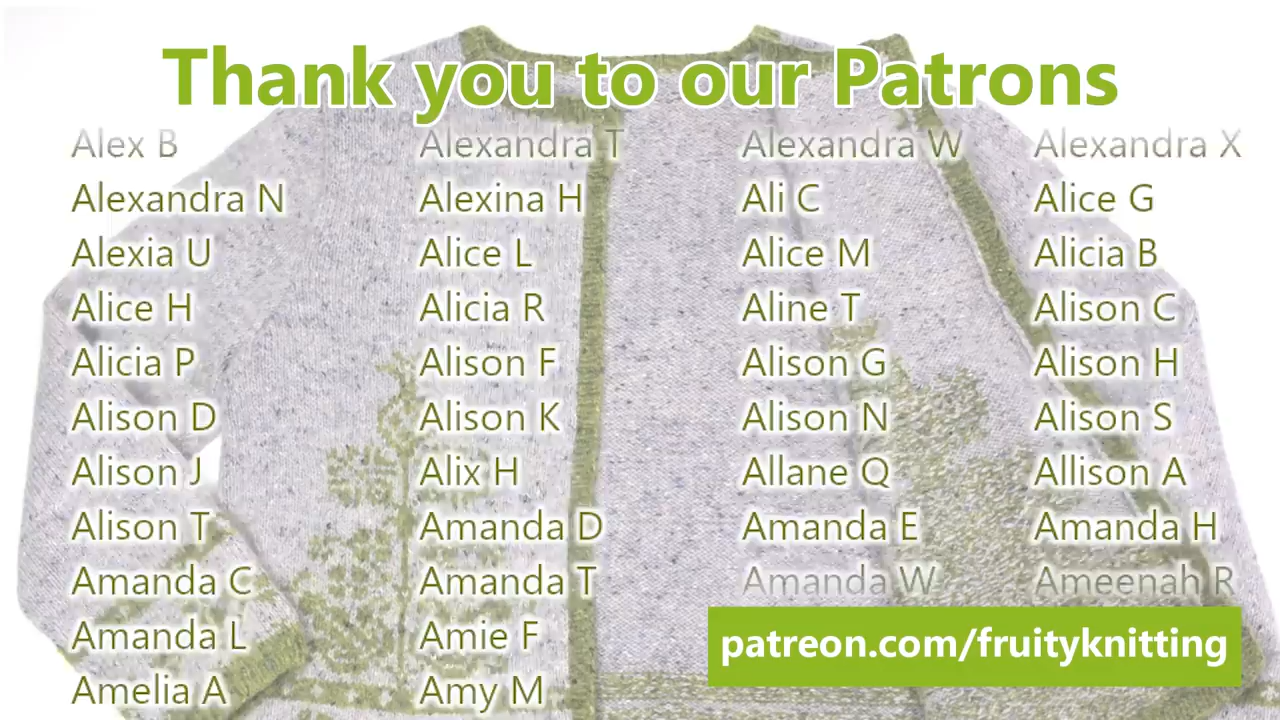 Thank you to our Patrons
Alex B Alexandra T Alexandra W Alexandra X
Alexandra N Alexina H Ali C Alice G
Alexia U Alice L Alice M Alicia B
Alice H Alicia R Aline T Alison C
Alicia P Alison F Alison G Alison H
Alison D Alison K Alison N Alison S
Alison J Alix H Allane Q Allison A
Alison T Amanda D Amanda E Amanda H
Amanda C Amanda T Amanda W Ameenah R
Amanda L Amie F
Amelia A Amy M
patreon.com/fruityknitting